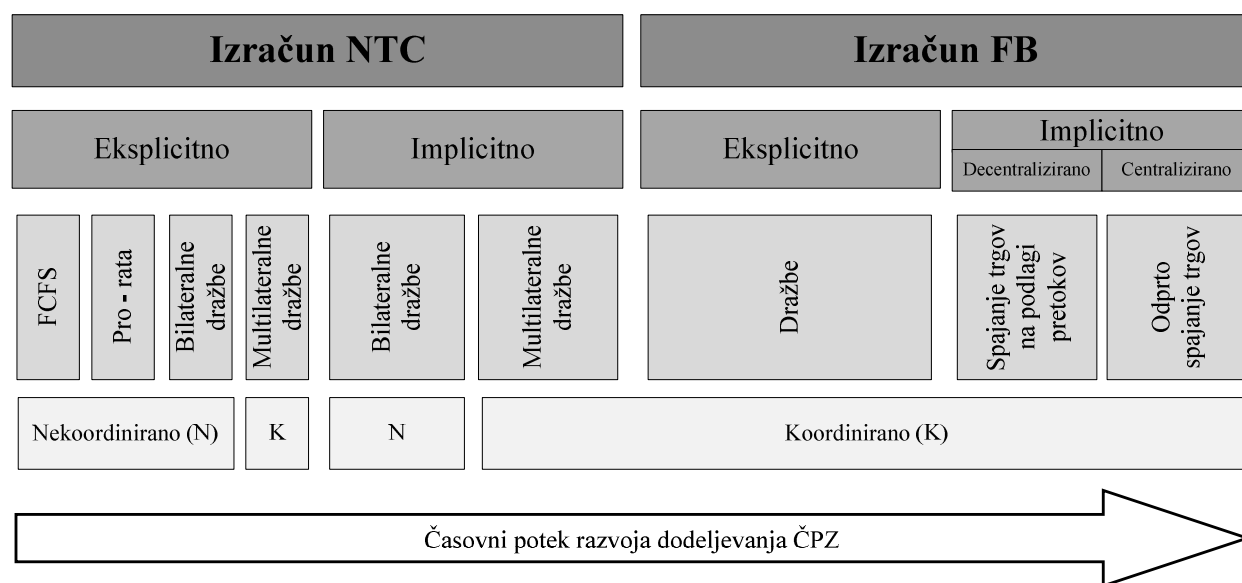 Izračun NTC
Izračun FB
Eksplicitno
Implicitno
Eksplicitno
Implicitno
Decentralizirano
Centralizirano
FCFS
Pro - rata
Bilateralne
dražbe
Multilateralne
dražbe
Bilateralne
dražbe
Multilateralne
dražbe
Dražbe
Spajanje trgov
na podlagi
pretokov
Odprto
spajanje trgov
Nekoordinirano (N)
K
N
Koordinirano (K)
Časovni potek razvoja dodeljevanja ČPZ